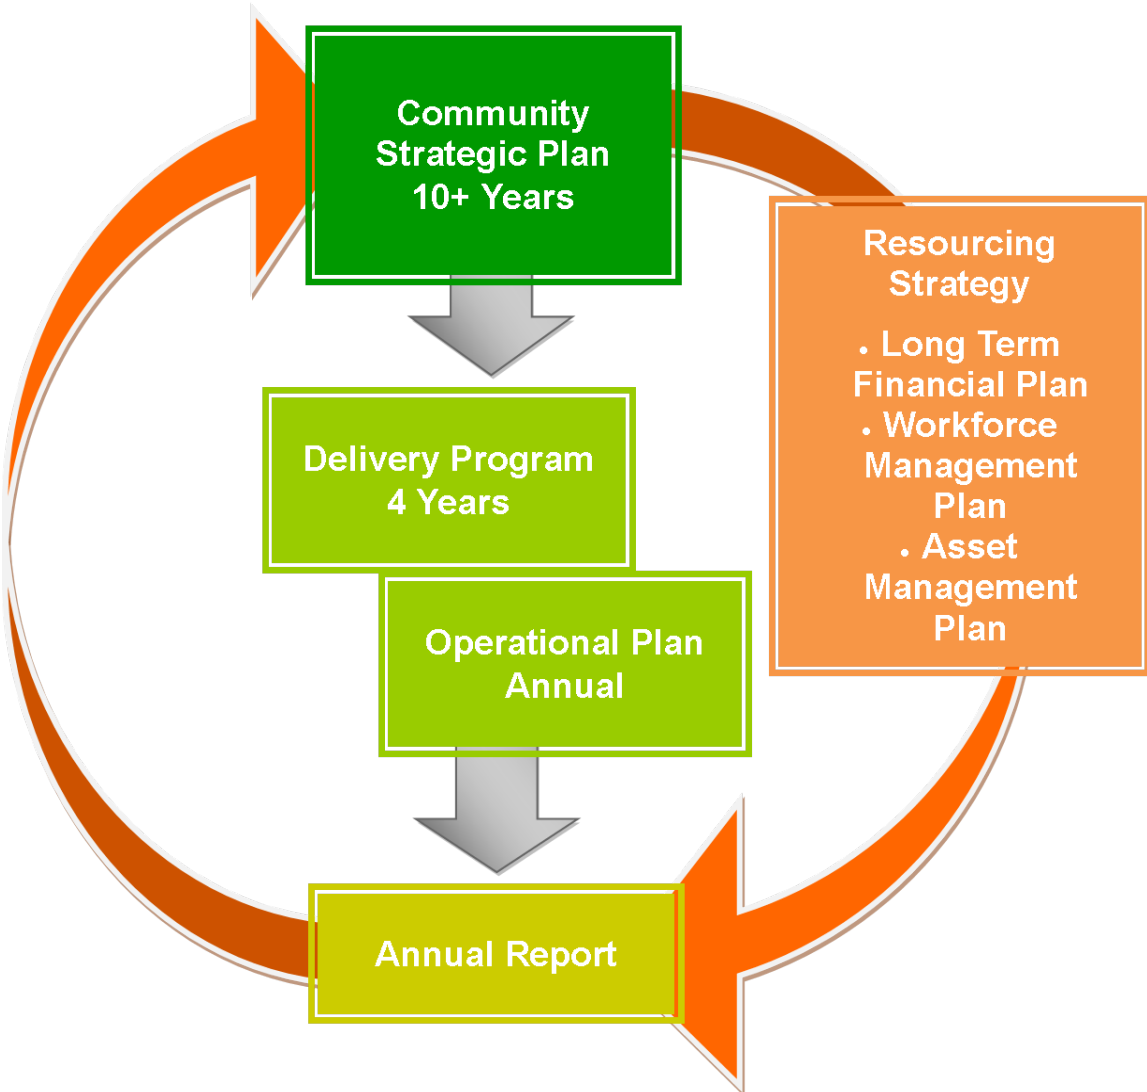 Community
Strategic Plan
10+ Years
Resourcing
Strategy
• Long Term
Financial Plan
• Workforce
Management
Plan
• Asset
Management
Plan
Delivery Program
4 Years
Operational Plan
Annual
Annual Report